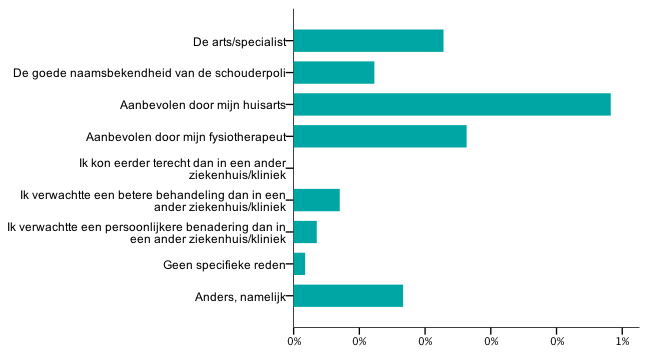 De arts/specialist
De goede naamsbekendheid van de schouderpoli
Aanbevolen door mijn huisarts
Aanbevolen door mijn fysiotherapeut
Ik kon eerder terecht dan in een ander
ziekenhuis/kliniek
Ik verwachtte een betere behandeling dan in een
ander ziekenhuis/kliniek
Ik verwachtte een persoonlijkere benadering dan in
een ander ziekenhuis/kliniek
Geen specifieke reden
Anders, namelijk
0% 0% 0% 0% 0% 1%